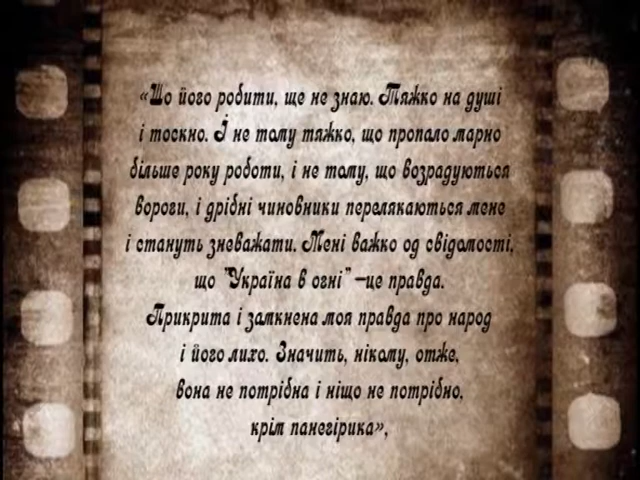 «Що його робити, ще не знаю. Тяжко на душі
і тоскно. І не тому тяжко, що пропало марно
більше року роботи, і не тому, що возрадуються
вороги, і дрібні чиновники перелякаються мене
і стануть зневажати. Мені важко од свідомості,
що "Україна в огні" –це правда.
Прикрита і замкнена моя правда про народ
і його лихо. Значить, нікому, отже,
вона не потрібна і ніщо не потрібно,
крім панегірика»,